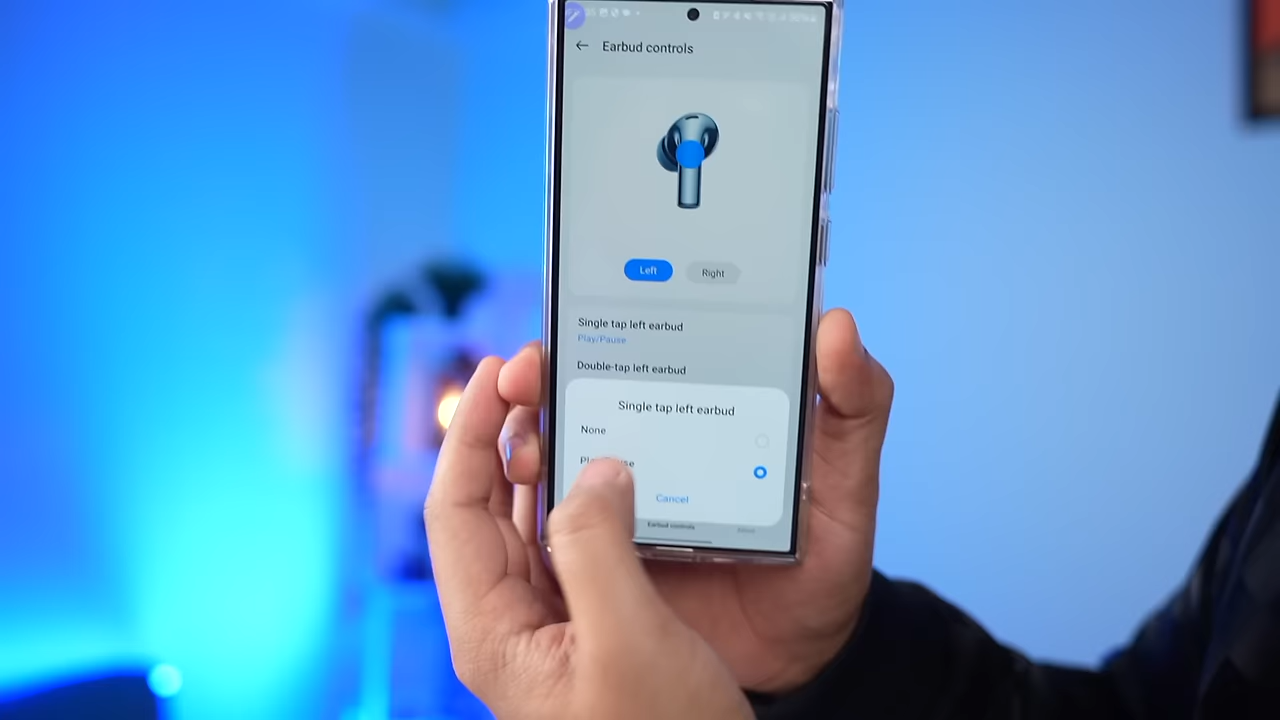 Earbud controls
Left
Right
Single tap left earbud
Play/Pause
Double-tap left earbud
Single tap left earbud
None
Cancel
Earbud controls